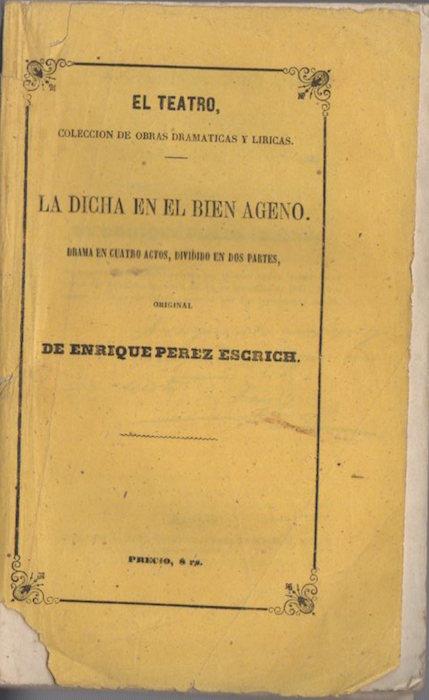 EL TEATRO,
COLECCION DE OBRAS DRAMATICAS Y LIRICAS.
LA DICHA EN EL BIEN AGENO.
DRAMA EN CUATRO ACTOS, DIVIDIDO EN DOS PARTES,
ORIGINAL
DE ENRIQUE PEREZ ESCRICH.
PRECIO, 8 rs.